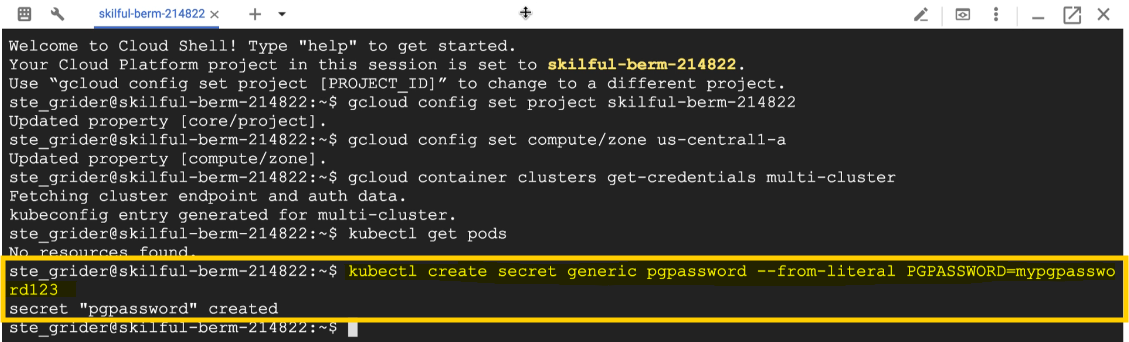 skilful-berm-214822 × + ▾
Welcome to Cloud Shell! Type "help" to get started.
Your Cloud Platform project in this session is set to skilful-berm-214822.
Use “gcloud config set project [PROJECT_ID]” to change to a different project.
ste_grider@skilful-berm-214822:~$ gcloud config set project skilful-berm-214822
Updated property [core/project].
ste_grider@skilful-berm-214822:~$ gcloud config set compute/zone us-central1-a
Updated property [compute/zone].
ste_grider@skilful-berm-214822:~$ gcloud container clusters get-credentials multi-cluster
Fetching cluster endpoint and auth data.
kubeconfig entry generated for multi-cluster.
ste_grider@skilful-berm-214822:~$ kubectl get pods
No resources found.
ste_grider@skilful-berm-214822:~$ kubectl create secret generic pgpassword --from-literal PGPASSWORD=mypgpasswo
rd123
secret "pgpassword" created
ste_grider@skilful-berm-214822:~$